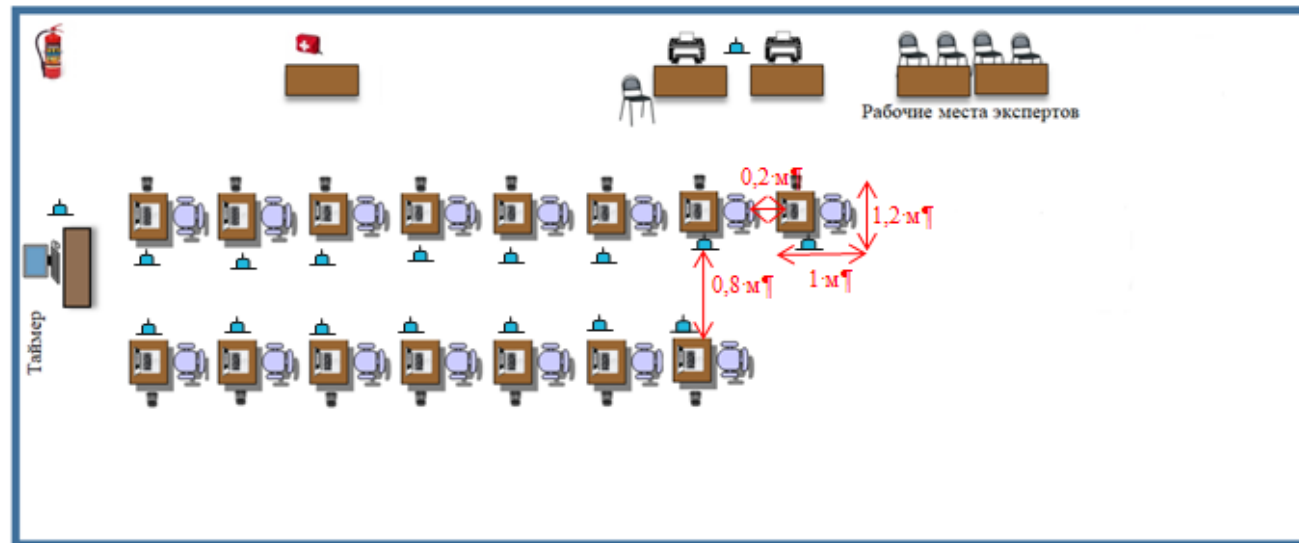 Рабочие места экспертов
0,2·м¶
1,2·м¶
1·м¶
0,8·м¶
Таймер